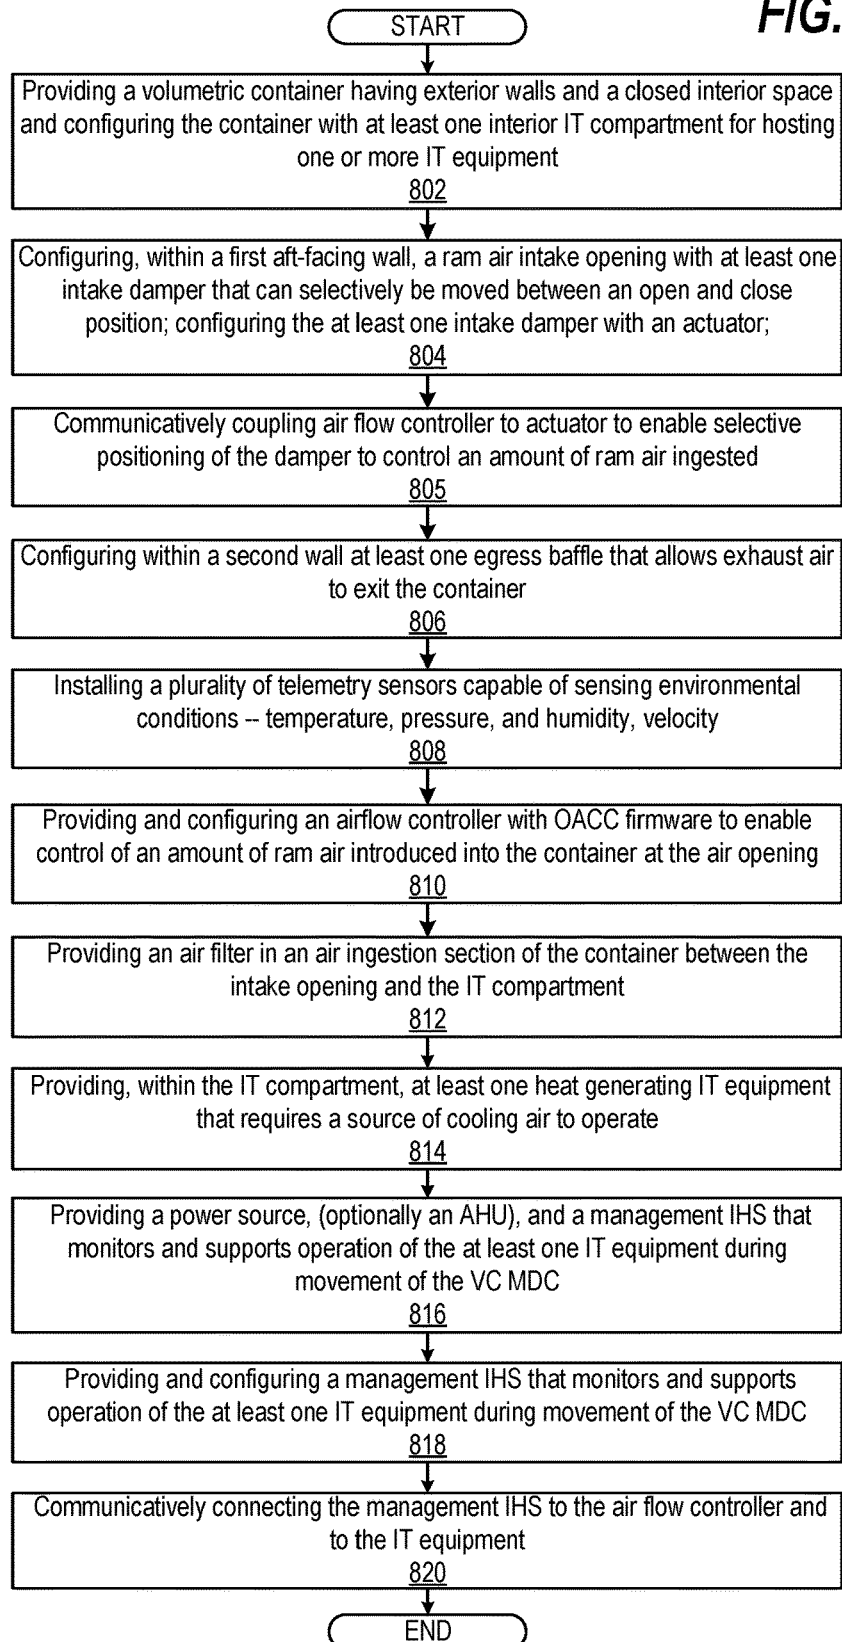 START
FIG.
Providing a volumetric container having exterior walls and a closed interior space
and configuring the container with at least one interior IT compartment for hosting
one or more IT equipment
802
Configuring, within a first aft-facing wall, a ram air intake opening with at least one
intake damper that can selectively be moved between an open and close
position; configuring the at least one intake damper with an actuator;
804
Communicatively coupling air flow controller to actuator to enable selective
positioning of the damper to control an amount of ram air ingested
805
Configuring within a second wall at least one egress baffle that allows exhaust air
to exit the container
806
Installing a plurality of telemetry sensors capable of sensing environmental
conditions -- temperature, pressure, and humidity, velocity
808
Providing and configuring an airflow controller with OACC firmware to enable
control of an amount of ram air introduced into the container at the air opening
810
Providing an air filter in an air ingestion section of the container between the
intake opening and the IT compartment
812
Providing, within the IT compartment, at least one heat generating IT equipment
that requires a source of cooling air to operate
814
Providing a power source, (optionally an AHU), and a management IHS that
monitors and supports operation of the at least one IT equipment during
movement of the VC MDC
816
Providing and configuring a management IHS that monitors and supports
operation of the at least one IT equipment during movement of the VC MDC
818
Communicatively connecting the management IHS to the air flow controller and
to the IT equipment
820
END